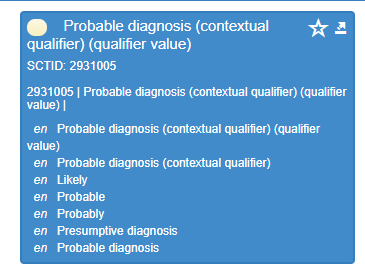 Probable diagnosis (contextual
qualifier) (qualifier value)
SCTID: 2931005
2931005 | Probable diagnosis (contextual qualifier) (qualifier
value) |
en Probable diagnosis (contextual qualifier) (qualifier
value)
en Probable diagnosis (contextual qualifier)
en Likely
en Probable
en Probably
en Presumptive diagnosis
en Probable diagnosis